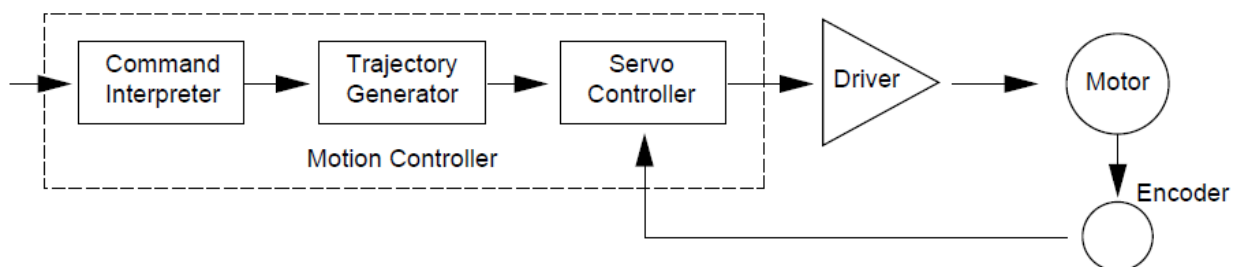 Command
Interpreter
Trajectory
Generator
Servo
Controller
Driver
Motor
Motion Controller
Encoder